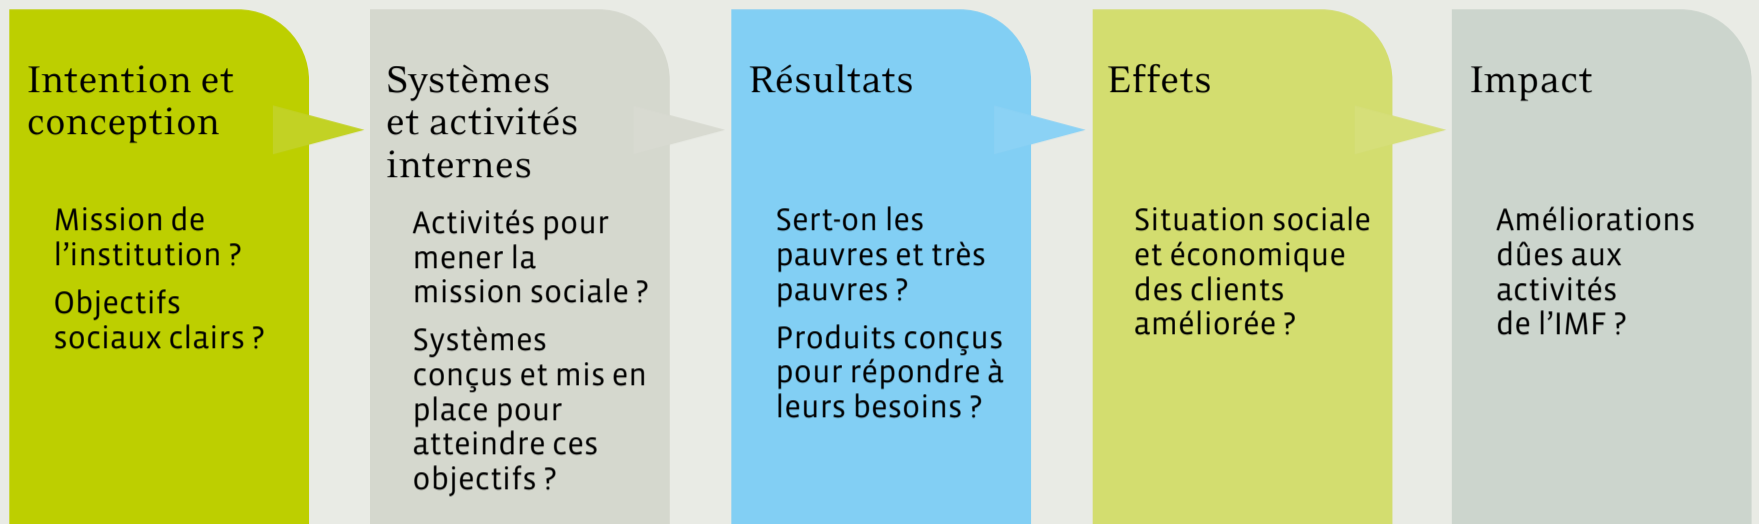 Intention et
conception
Mission de
l’institution ?
Objectifs
sociaux clairs ?
Systèmes
et activités
internes
Activités pour
mener la
mission sociale ?
Systèmes
conçus et mis en
place pour
atteindre ces
objectifs ?
Résultats
Sert-on les
pauvres et très
pauvres ?
Produits conçus
pour répondre à
leurs besoins ?
Effets
Situation sociale
et économique
des clients
améliorée ?
Impact
Améliorations
dûes aux
activités
de l’IMF ?